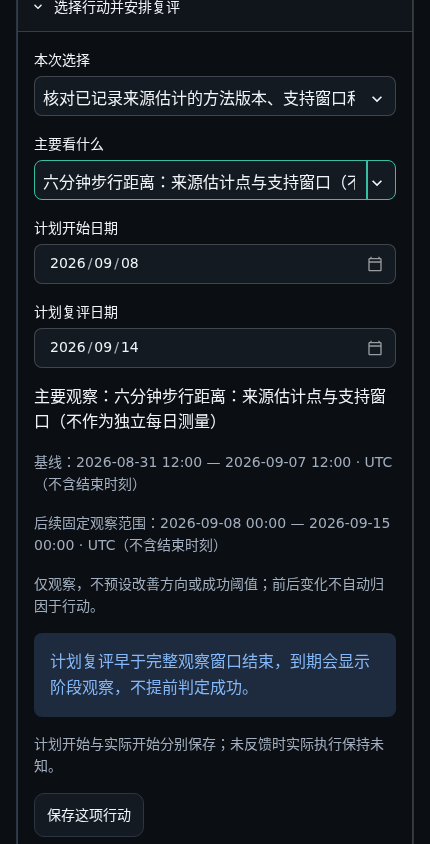 选择行动并安排复评
本次选择
核对已记录来源估计的方法版本、支持窗口
主要看什么
六分钟步行距离：来源估计点与支持窗口（
计划开始日期
2026/09/08
计划复评日期
2026/09/14
主要观察：六分钟步行距离：来源估计点与支持窗
口（不作为独立每日测量）
基线：2026-08-31 12:00 — 2026-09-07 12:00 · UTC
（不含结束时刻）
后续固定观察范围：2026-09-08 00:00 — 2026-09-15
00:00 · UTC（不含结束时刻）
仅观察，不预设改善方向或成功阈值；前后变化不自动归
因于行动。
计划复评早于完整观察窗口结束，到期会显示
阶段观察，不提前判定成功。
计划开始与实际开始分别保存；未反馈时实际执行保持未
知。
保存这项行动